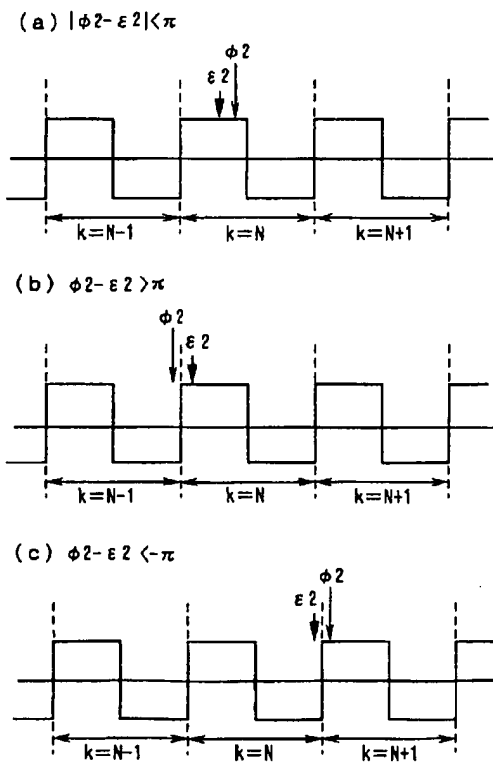 (a) |ϕ2-ε2|<π
ϕ2
ε2
k=N-1 k=N k=N+1
(b) ϕ2-ε2>π
ϕ2
ε2
k=N-1 k=N k=N+1
(c) ϕ2-ε2<-π
ϕ2
ε2
k=N-1 k=N k=N+1